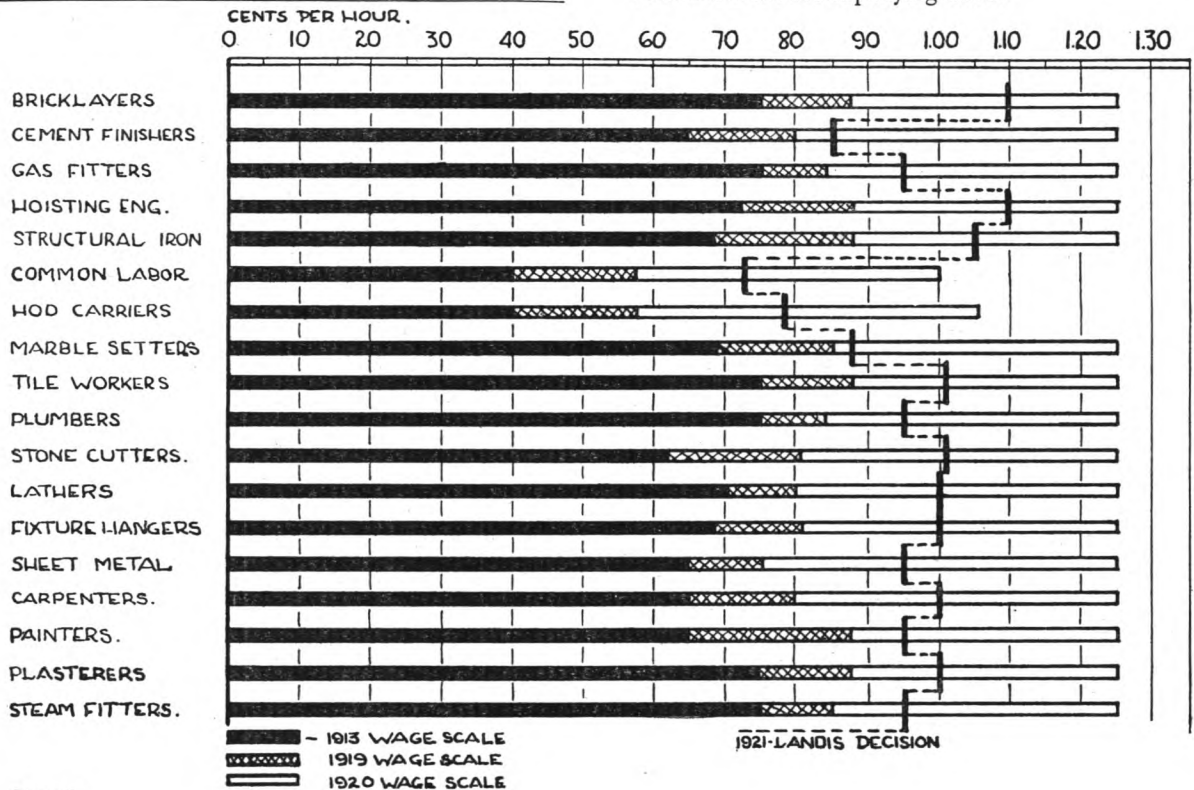 CENTS PER HOUR.
0 10 20 30 40 50 60 70 80 90 1.00 1.10 1.20 1.30
BRICKLAYERS
CEMENT FINISHERS
GAS FITTERS
HOISTING ENG.
STRUCTURAL IRON
COMMON LABOR
HOD CARRIERS
MARBLE SETTERS
TILE WORKERS
PLUMBERS
STONE CUTTERS.
LATHERS
FIXTURE HANGERS
SHEET METAL
CARPENTERS.
PAINTERS.
PLASTERERS
STEAM FITTERS.
- 1913 WAGE SCALE
1919 WAGE SCALE
1920 WAGE SCALE
1921-LANDIS DECISION